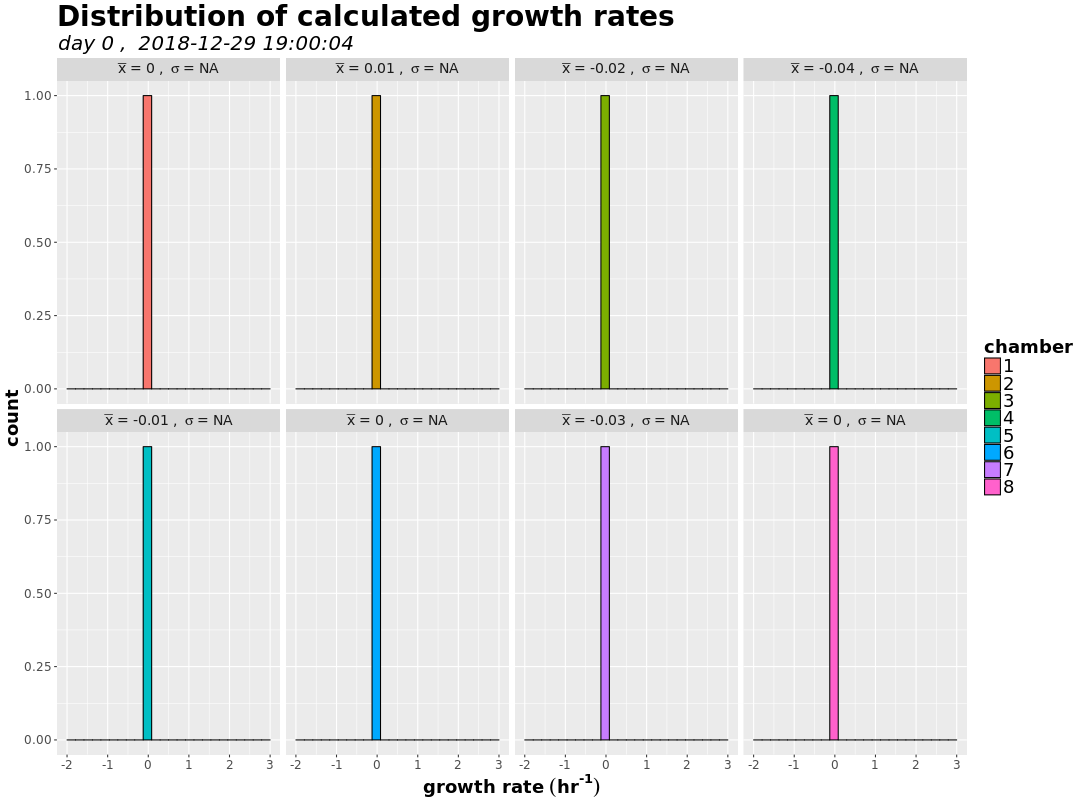 Distribution of calculated growth rates
day 0 ,  2018-12-29 19:00:04
x̅ = 0 ,  σ = NA
x̅ = 0.01 ,  σ = NA
x̅ = -0.02 ,  σ = NA
x̅ = -0.04 ,  σ = NA
1.00
0.75
0.50
0.25
0.00
count
x̅ = -0.01 ,  σ = NA
x̅ = 0 ,  σ = NA
x̅ = -0.03 ,  σ = NA
x̅ = 0 ,  σ = NA
1.00
0.75
0.50
0.25
0.00
-2 -1 0 1 2 3
-2 -1 0 1 2 3
-2 -1 0 1 2 3
-2 -1 0 1 2 3
growth rate (hr⁻¹)
chamber
1
2
3
4
5
6
7
8